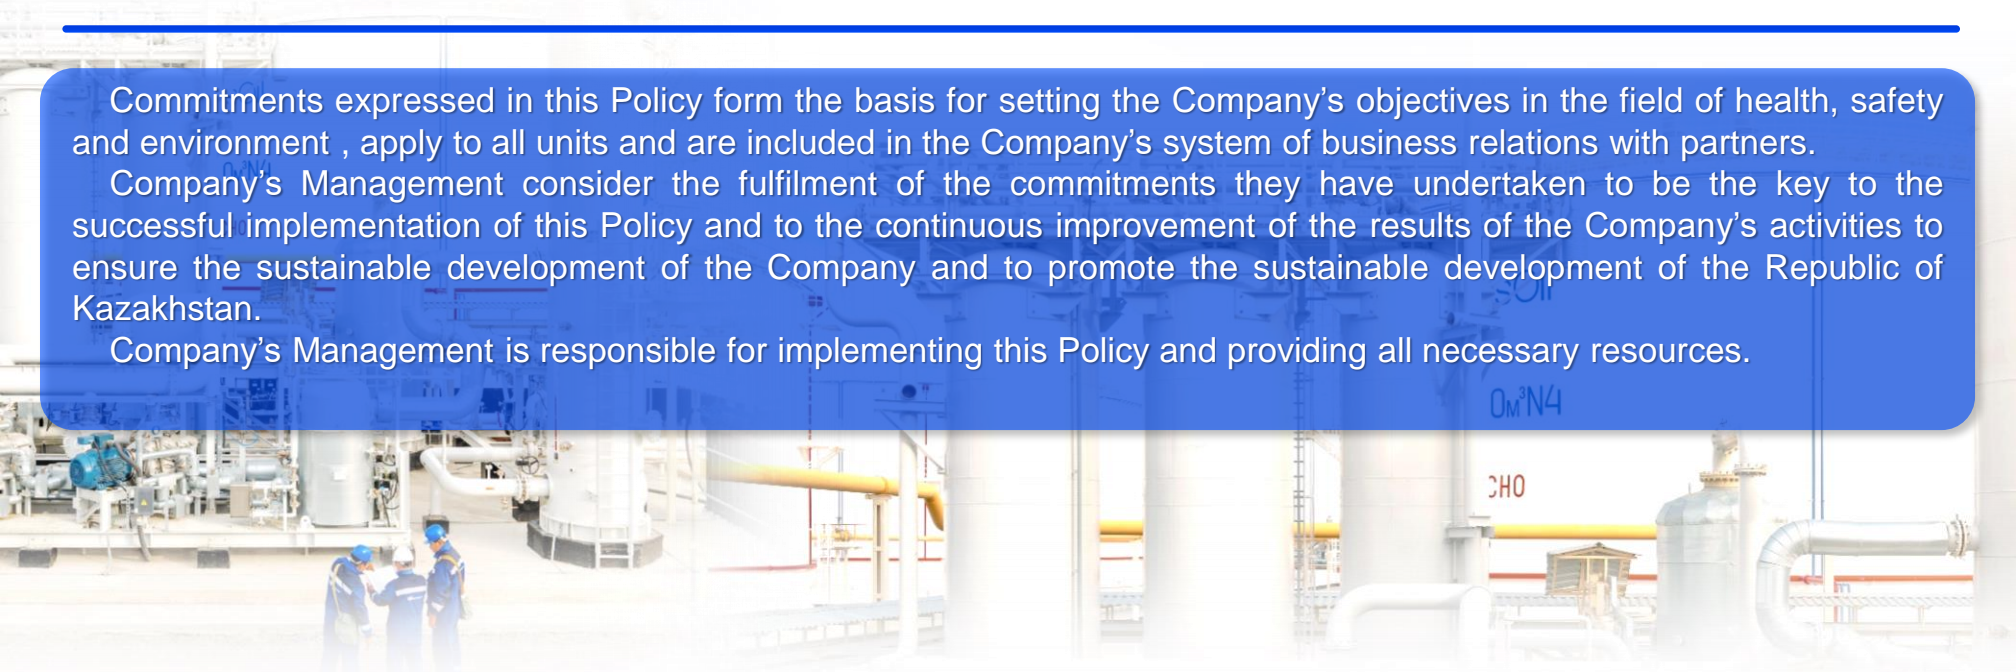 Commitments expressed in this Policy form the basis for setting the Company’s objectives in the field of health, safety
and environment , apply to all units and are included in the Company’s system of business relations with partners.
Company’s Management consider the fulfilment of the commitments they have undertaken to be the key to the
successful implementation of this Policy and to the continuous improvement of the results of the Company’s activities to
ensure the sustainable development of the Company and to promote the sustainable development of the Republic of
Kazakhstan.
Company’s Management is responsible for implementing this Policy and providing all necessary resources.